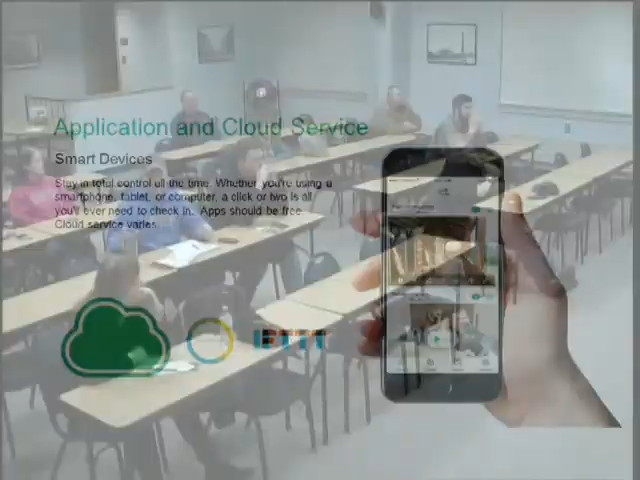 Application and Cloud Service
Smart Devices
Stay in total control all the time. Whether you're using a
smartphone, tablet, or computer, a click or two is all
you'll ever need to check in. Apps should be free.
Cloud service varies.
IFTTT